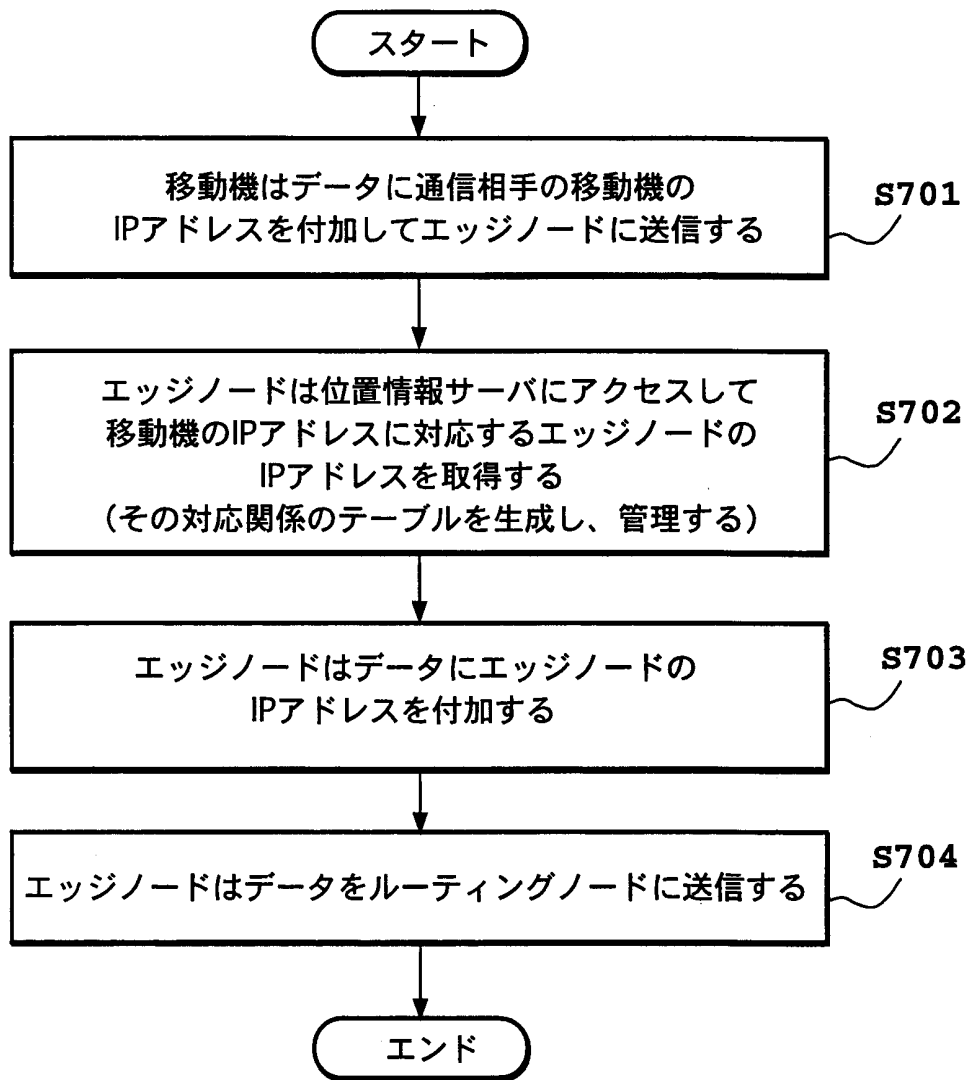 スタート
移動機はデータに通信相手の移動機の
IPアドレスを付加してエッジノードに送信する
S701
エッジノードは位置情報サーバにアクセスして
移動機のIPアドレスに対応するエッジノードの
IPアドレスを取得する
(その対応関係のテーブルを生成し、管理する)
S702
エッジノードはデータにエッジノードの
IPアドレスを付加する
S703
エッジノードはデータをルーティングノードに送信する
S704
エンド